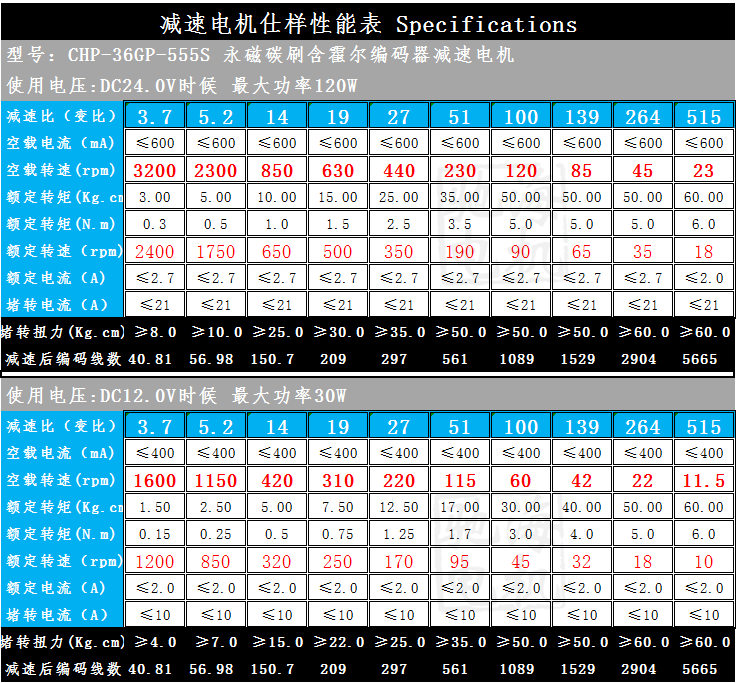 减速电机仕样性能表 Specifications
型号: CHP-36GP-555S 永磁碳刷含霍尔编码器减速电机
使用电压:DC24.0V时候 最大功率120W
减速比（变比） 3.7 5.2 14 19 27 51 100 139 264 515
空载电流（mA） ≤600 ≤600 ≤600 ≤600 ≤600 ≤600 ≤600 ≤600 ≤600 ≤600
空载转速(rpm) 3200 2300 850 630 440 230 120 85 45 23
额定转矩(Kg.cm 3.00 5.00 10.00 15.00 25.00 35.00 50.00 50.00 50.00 60.00
额定转矩(N.m) 0.3 0.5 1.0 1.5 2.5 3.5 5.0 5.0 5.0 6.0
额定转速（rpm) 2400 1750 650 500 350 190 90 65 35 18
额定电流（A） ≤2.7 ≤2.7 ≤2.7 ≤2.7 ≤2.7 ≤2.7 ≤2.7 ≤2.7 ≤2.7 ≤2.0
堵转电流（A） ≤21 ≤21 ≤21 ≤21 ≤21 ≤21 ≤21 ≤21 ≤21 ≤21
堵转扭力(Kg.cm) ≥8.0 ≥10.0 ≥25.0 ≥30.0 ≥35.0 ≥50.0 ≥50.0 ≥50.0 ≥60.0 ≥60.0
减速后编码线数 40.81 56.98 150.7 209 297 561 1089 1529 2904 5665
使用电压:DC12.0V时候 最大功率30W
减速比（变比） 3.7 5.2 14 19 27 51 100 139 264 515
空载电流（mA） ≤400 ≤400 ≤400 ≤400 ≤400 ≤400 ≤400 ≤400 ≤400 ≤400
空载转速(rpm) 1600 1150 420 310 220 115 60 42 22 11.5
额定转矩(Kg.cm 1.50 2.50 5.00 7.50 12.50 17.00 30.00 40.00 50.00 60.00
额定转矩(N.m) 0.15 0.25 0.5 0.75 1.25 1.7 3.0 4.0 5.0 6.0
额定转速（rpm) 1200 850 320 250 170 95 45 32 18 10
额定电流（A） ≤2.0 ≤2.0 ≤2.0 ≤2.0 ≤2.0 ≤2.0 ≤2.0 ≤2.0 ≤2.0 ≤2.0
堵转电流（A） ≤10 ≤10 ≤10 ≤10 ≤10 ≤10 ≤10 ≤10 ≤10 ≤10
堵转扭力(Kg.cm) ≥4.0 ≥7.0 ≥15.0 ≥22.0 ≥25.0 ≥35.0 ≥50.0 ≥50.0 ≥60.0 ≥60.0
减速后编码线数 40.81 56.98 150.7 209 297 561 1089 1529 2904 5665